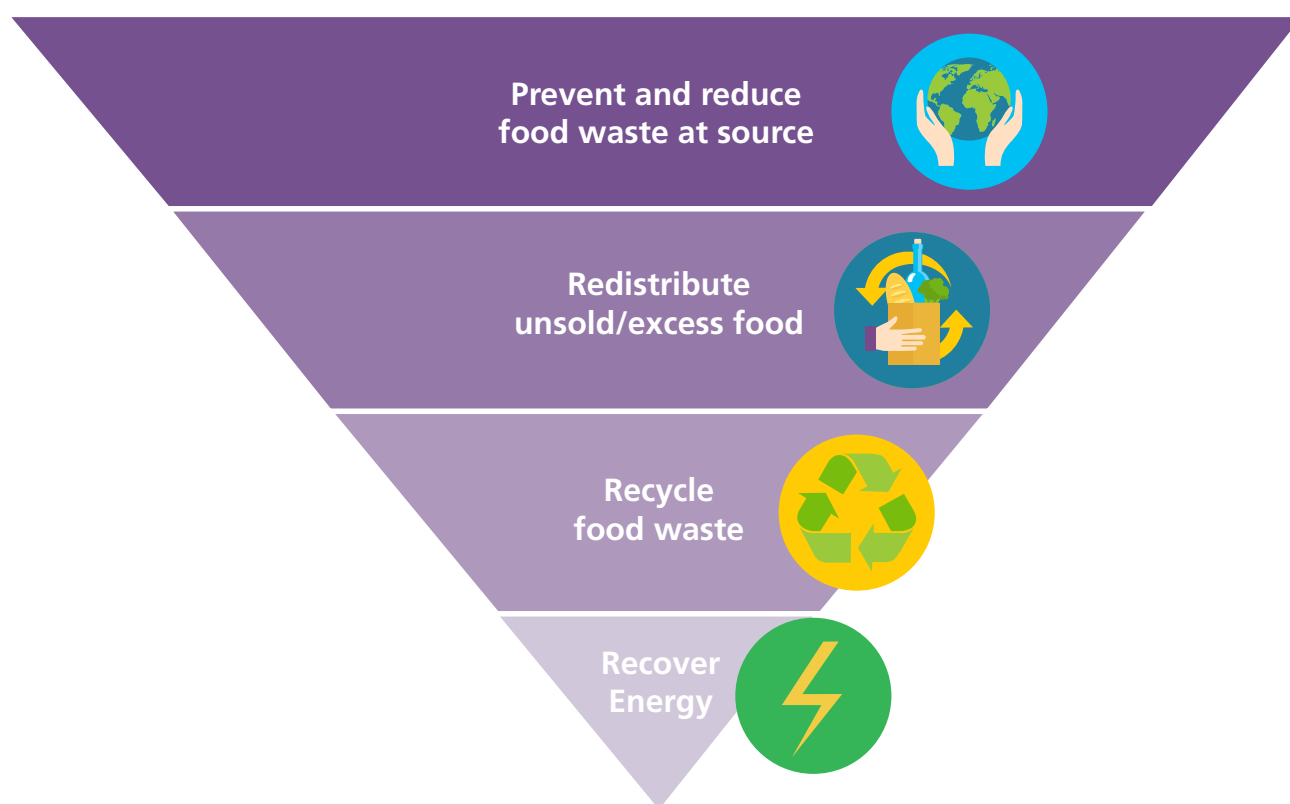 Prevent and reduce
food waste at source
Redistribute
unsold/excess food
Recycle
food waste
Recover
Energy